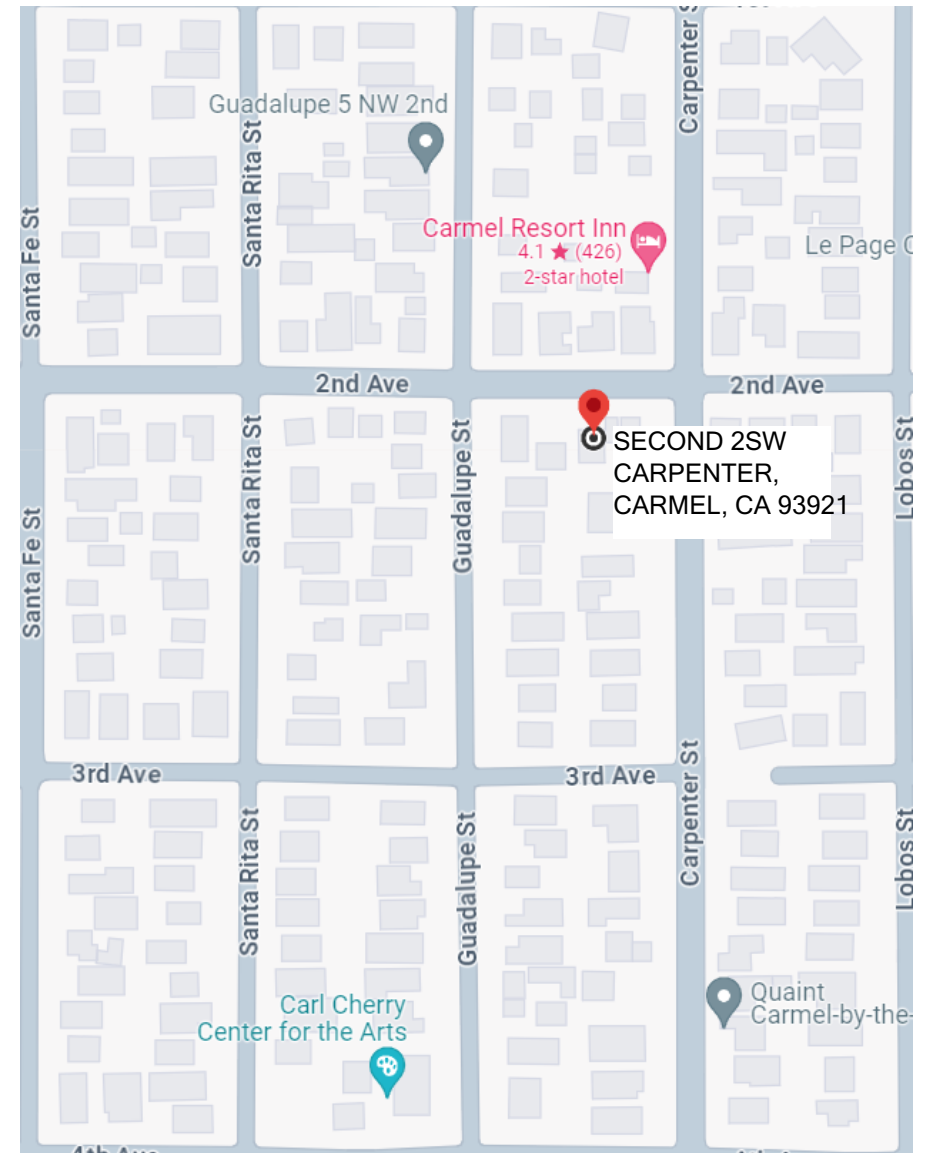 Carpenter S
Guadalupe 5 NW 2nd
Santa Rita St
Santa Fe St
Carmel Resort Inn
4.1 ★ (426)
2-star hotel
Le Page
2nd Ave
2nd Ave
SECOND 2SW
CARPENTER,
CARMEL, CA 93921
Santa Rita St
Guadalupe St
Lobos St
Santa Fe St
3rd Ave
3rd Ave
Carpenter St
Santa Rita St
Guadalupe St
Lobos St
Quaint
Carmel-by-the-
Carl Cherry
Center for the Arts
4th Ave